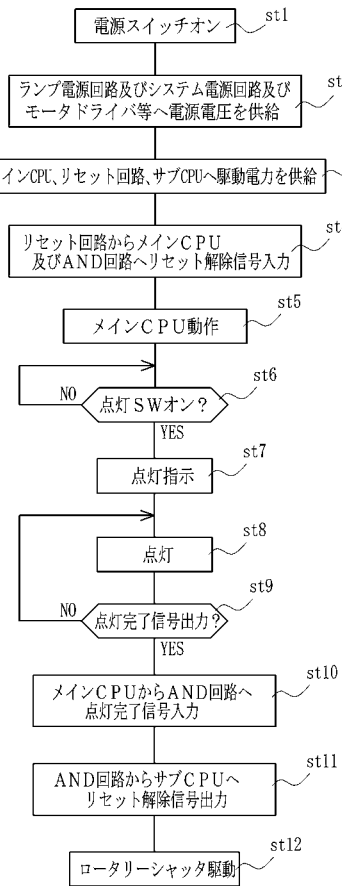 電源スイッチオン
st1
ランプ電源回路及びシステム電源回路及び
モータドライバ等へ電源電圧を供給
st
インCPU、リセット回路、サブCPUへ駆動電力を供給
リセット回路からメインCPU
及びAND回路へリセット解除信号入力
st
メインCPU動作
st5
点灯SWオン?
st6
NO
YES
点灯指示
st7
点灯
st8
点灯完了信号出力?
st9
NO
YES
メインCPUからAND回路へ
点灯完了信号入力
st10
AND回路からサブCPUへ
リセット解除信号出力
st11
ロータリーシャッタ駆動
st12